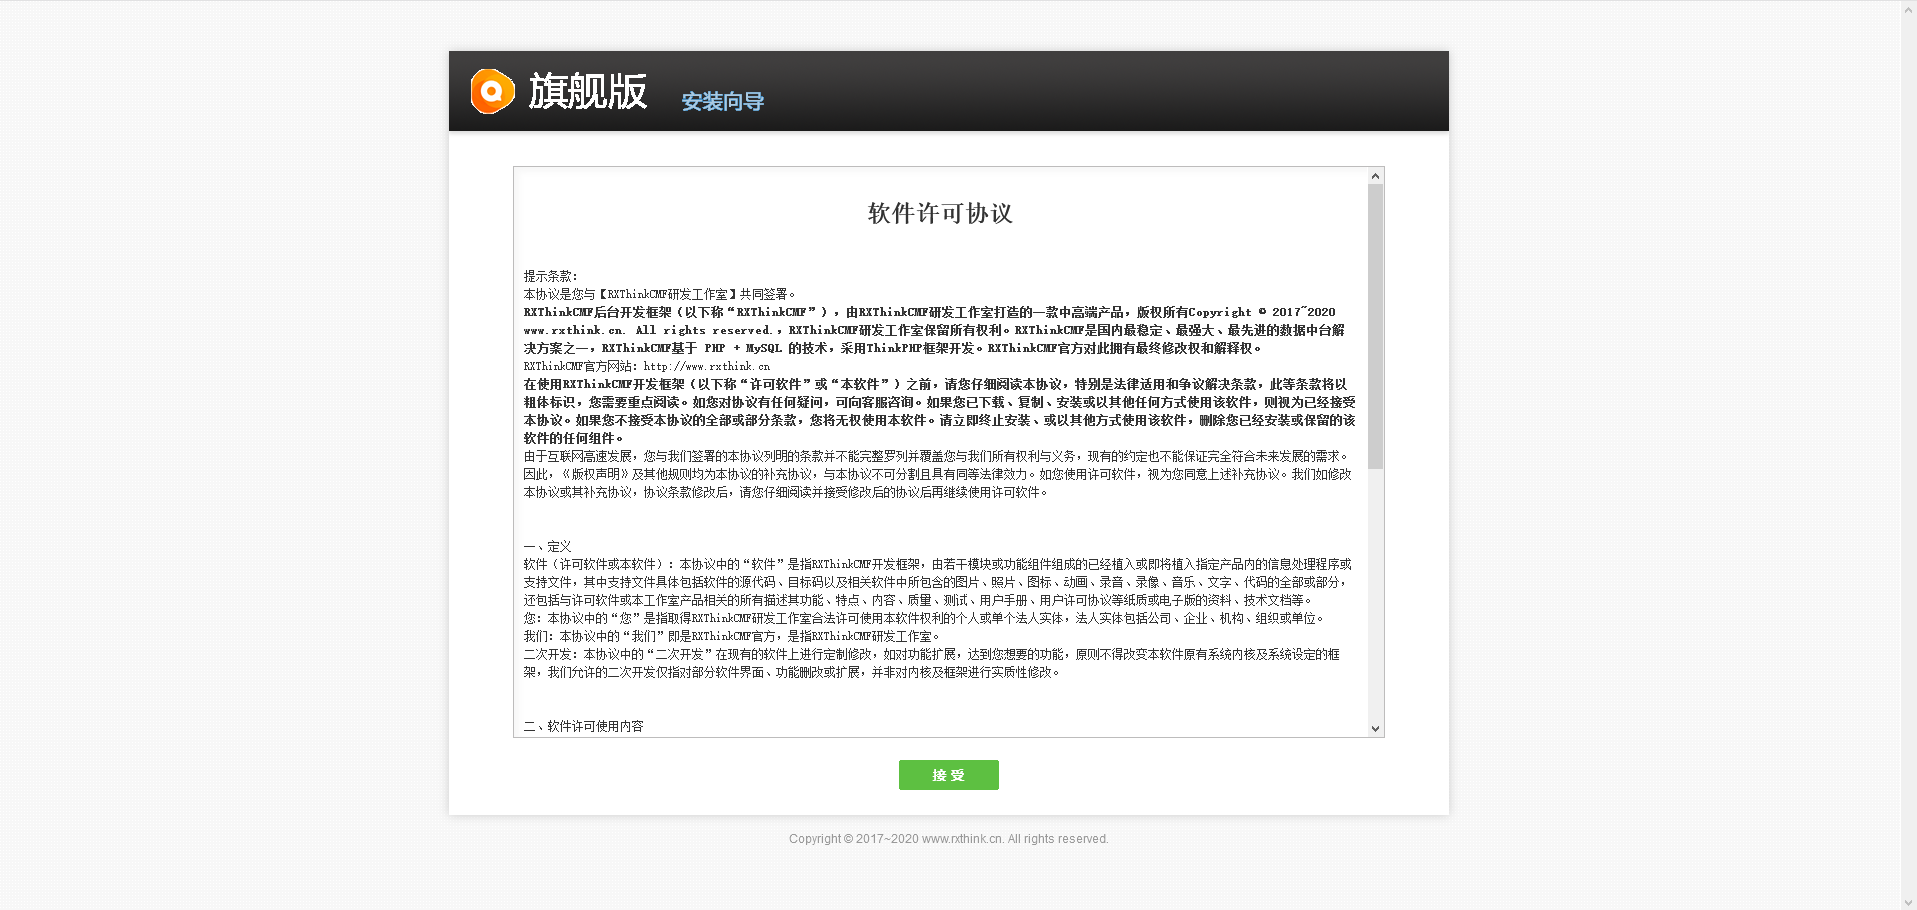 旗舰版 安装向导
软件许可协议
提示条款：
本协议是您与【RXThinkCMF研发工作室】共同签署。
RXThinkCMF后台开发框架（以下称“RXThinkCMF”），由RXThinkCMF研发工作室打造的一款中高端产品，版权所有Copyright © 2017~2020
www.rxthink.cn. All rights reserved.，RXThinkCMF研发工作室保留所有权利。RXThinkCMF是国内最稳定、最强大、最先进的数据中台解
决方案之一，RXThinkCMF基于 PHP + MySQL 的技术，采用ThinkPHP框架开发。RXThinkCMF官方对此拥有最终修改权和解释权。
RXThinkCMF官方网站：http://www.rxthink.cn
在使用RXThinkCMF开发框架（以下称“许可软件”或“本软件”）之前，请您仔细阅读本协议，特别是法律适用和争议解决条款，此等条款将以
粗体标识，您需要重点阅读。如您对协议有任何疑问，可向客服咨询。如果您已下载、复制、安装或以其他任何方式使用该软件，则视为已经接受
本协议。如果您不接受本协议的全部或部分条款，您将无权使用本软件。请立即终止安装、或以其他方式使用该软件，删除您已经安装或保留的该
软件的任何组件。
由于互联网高速发展，您与我们签署的本协议列明的条款并不能完整罗列并覆盖您与我们所有权利与义务，现有的约定也不能保证完全符合未来发展的需求。
因此，《版权声明》及其他规则均为本协议的补充协议，与本协议不可分割且具有同等法律效力。如您使用许可软件，视为您同意上述补充协议。我们如修改
本协议或其补充协议，协议条款修改后，请您仔细阅读并接受修改后的协议后再继续使用许可软件。
一、定义
软件（许可软件或本软件）：本协议中的“软件”是指RXThinkCMF开发框架，由若干模块或功能组件组成的已经植入或即将植入指定产品内的信息处理程序或
支持文件，其中支持文件具体包括软件的源代码、目标码以及相关软件中所包含的图片、照片、图标、动画、录音、录像、音乐、文字、代码的全部或部分，
还包括与许可软件或本工作室产品相关的所有描述其功能、特点、内容、质量、测试、用户手册、用户许可协议等纸质或电子版的资料、技术文档等。
您：本协议中的“您”是指取得RXThinkCMF研发工作室合法许可使用本软件权利的个人或单个法人实体，法人实体包括公司、企业、机构、组织或单位。
我们：本协议中的“我们”即是RXThinkCMF官方，是指RXThinkCMF研发工作室。
二次开发：本协议中的“二次开发”在现有的软件上进行定制修改，如对功能扩展，达到您想要的功能，原则不得改变本软件原有系统内核及系统设定的框
架，我们允许的二次开发仅指对部分软件界面、功能删改或扩展，并非对内核及框架进行实质性修改。
二、软件许可使用内容
接 受
Copyright © 2017~2020 www.rxthink.cn. All rights reserved.